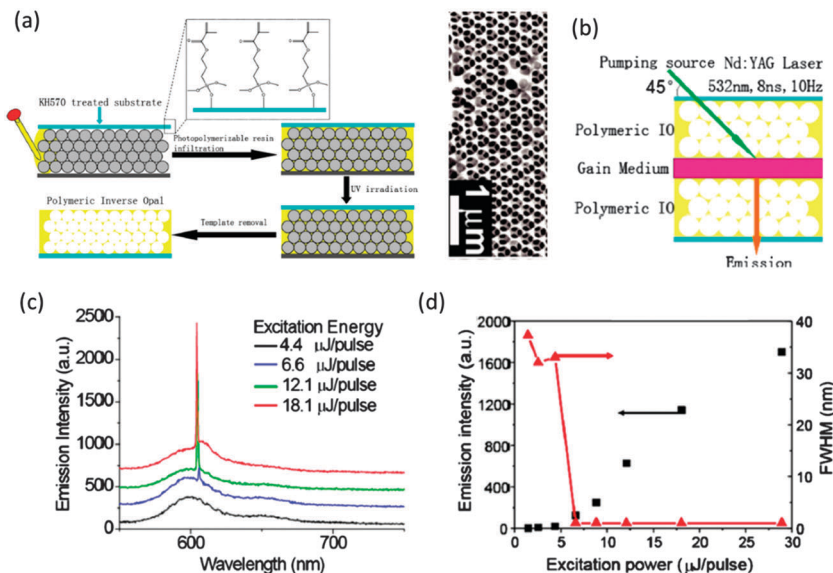 (a)
KH570 treated substrate
Photopolymerizable resin
infiltration
UV irradiation
Polymeric Inverse Opal
Template removal
1 μm
(b)
Pumping source Nd:YAG Laser
45° 532nm, 8ns, 10Hz
Polymeric IO
Gain Medium
Polymeric IO
Emission
(c)
2500
2000
1500
1000
500
0
Emission Intensity (a.u.)
Excitation Energy
4.4 μJ/pulse
6.6 μJ/pulse
12.1 μJ/pulse
18.1 μJ/pulse
600 700
Wavelength (nm)
(d)
2000
1600
1200
800
400
0
Emission intensity (a.u.)
40
30
20
10
0
FWHM (nm)
0 5 10 15 20 25 30
Excitation power (μJ/pulse)